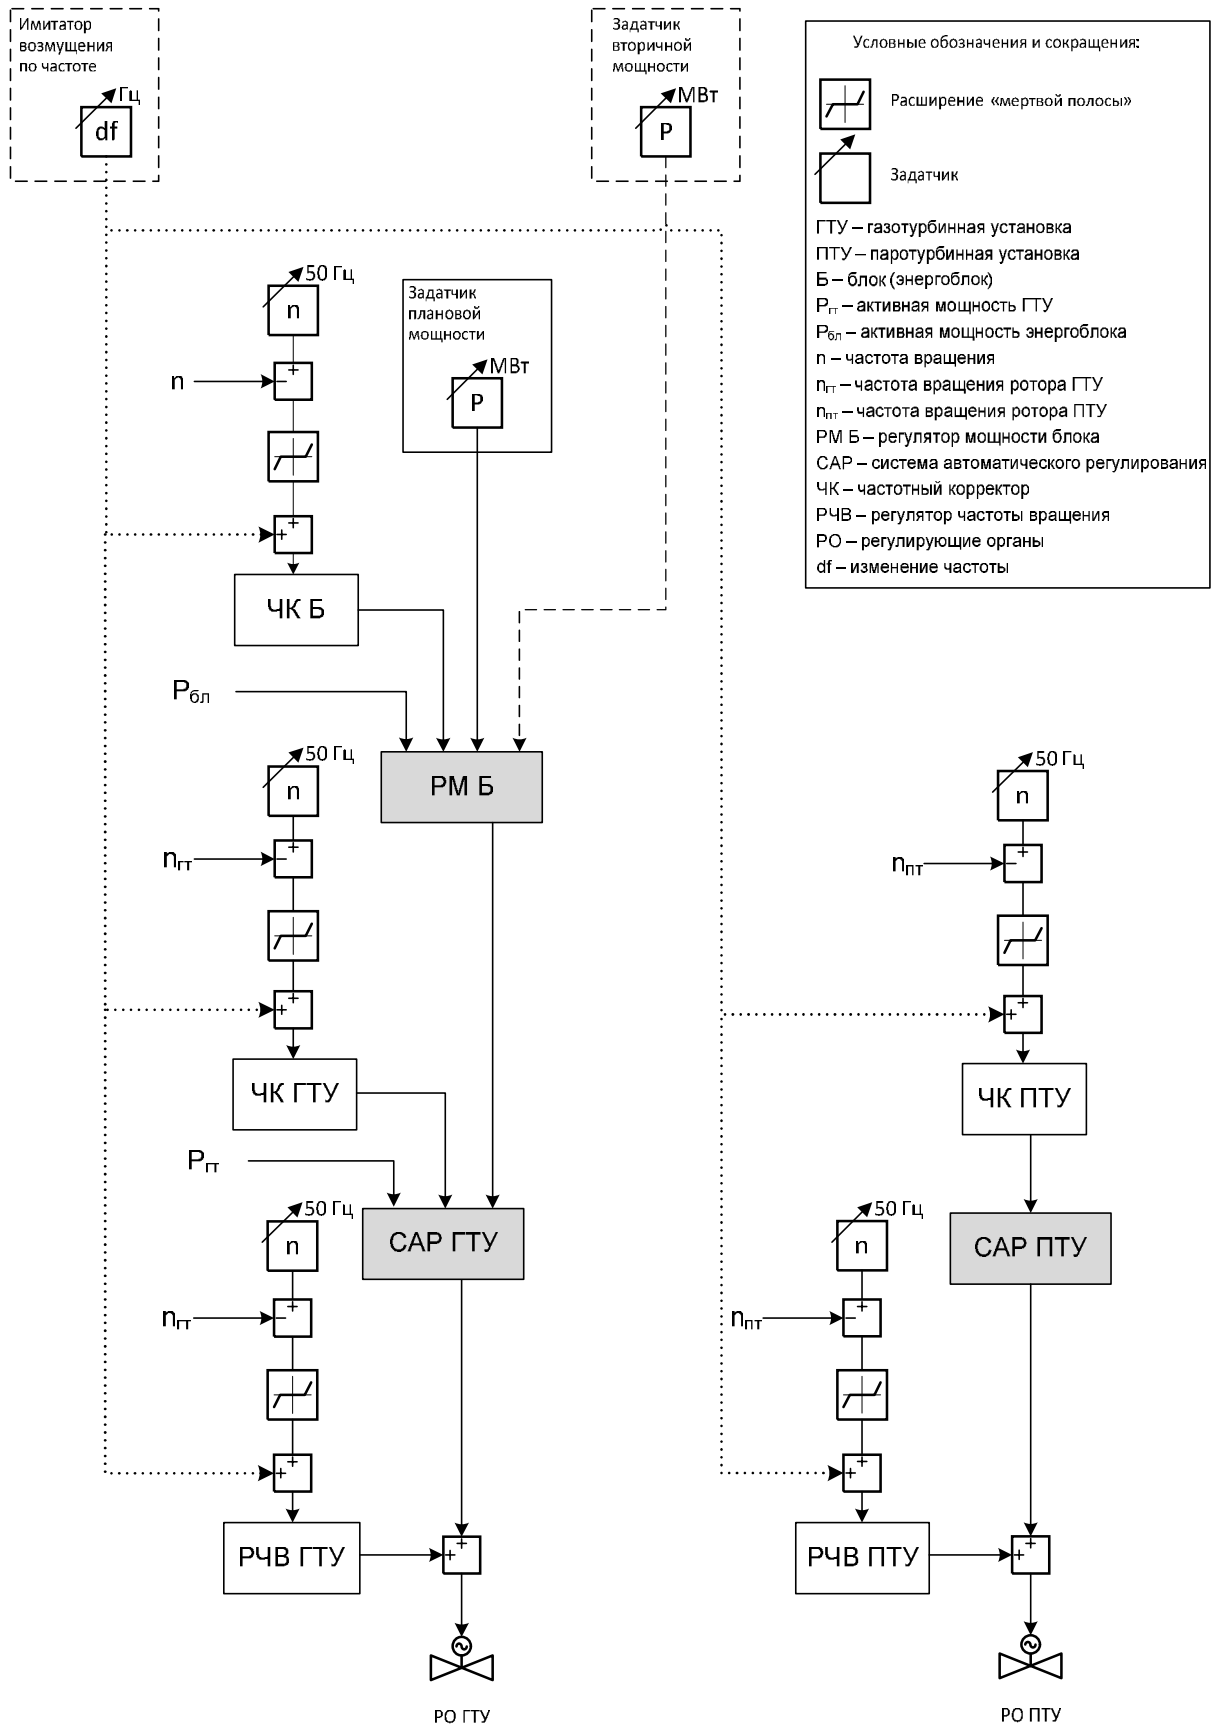 Имитатор
возмущения
по частоте
Гц
df
Задатчик
вторичной
мощности
МВт
P
Условные обозначения и сокращения:
Расширение «мертвой полосы»
Задатчик
ГТУ – газотурбинная установка
ПТУ – паротурбинная установка
Б – блок (энергоблок)
Pгт – активная мощность ГТУ
Pбл – активная мощность энергоблока
n – частота вращения
nгт – частота вращения ротора ГТУ
nпт – частота вращения ротора ПТУ
РМ Б – регулятор мощности блока
САР – система автоматического регулирования
ЧК – частотный корректор
РЧВ – регулятор частоты вращения
РО – регулирующие органы
df – изменение частоты
50 Гц
n
n
+
−
+
+
ЧК Б
Задатчик
плановой
мощности
МВт
P
Pбл
РМ Б
50 Гц
n
nгт
+
−
+
+
ЧК ГТУ
50 Гц
n
nпт
+
−
+
+
ЧК ПТУ
Pгт
САР ГТУ
50 Гц
n
nгт
+
−
+
+
РЧВ ГТУ
+
+
РО ГТУ
САР ПТУ
50 Гц
n
nпт
+
−
+
+
РЧВ ПТУ
+
+
РО ПТУ